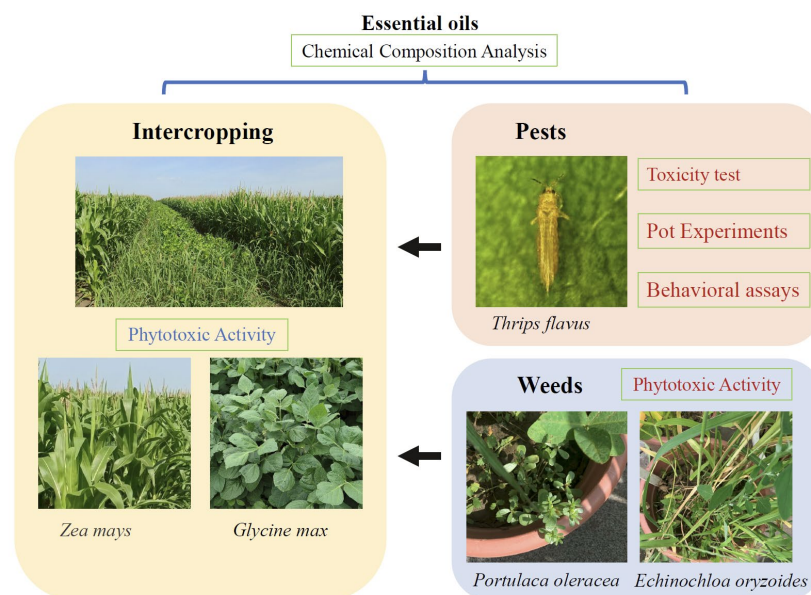 Essential oils
Chemical Composition Analysis
Intercropping
Phytotoxic Activity
Zea mays
Glycine max
Pests
Toxicity test
Pot Experiments
Behavioral assays
Thrips flavus
Weeds
Phytotoxic Activity
Portulaca oleracea
Echinochloa oryzoides